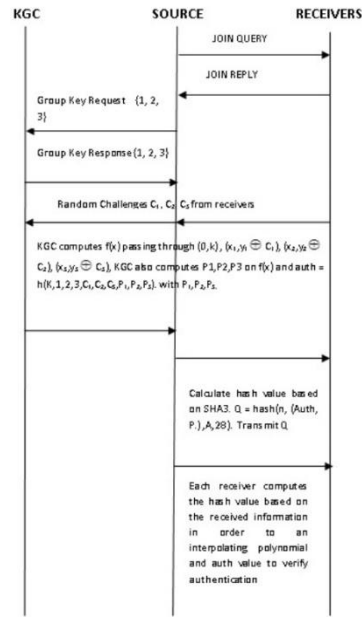 KGC SOURCE RECEIVERS
JOIN QUERY
JOIN REPLY
Group Key Request {1, 2,
3}
Group Key Response {1, 2, 3}
Random Challenges C₁, C₂ C₃ from receivers
KGC computes f(x) passing through (0,k), (x₁,y₁ ⊕ C₁), (x₂,y₂ ⊕
C₂), (x₃,y₃ ⊕ C₃), KGC also computes P1,P2,P3 on f(x) and auth =
h(K,1,2,3,C₁,C₂,C₃,P₁,P₂,P₃). with P₁,P₂,P₃.
Calculate hash value based
on SHA3. Q = hash(n, (Auth,
P.),A,28). Transmit Q
Each receiver computes
the hash value based on
the received information
in order to an
interpolating polynomial
and auth value to verify
authentication